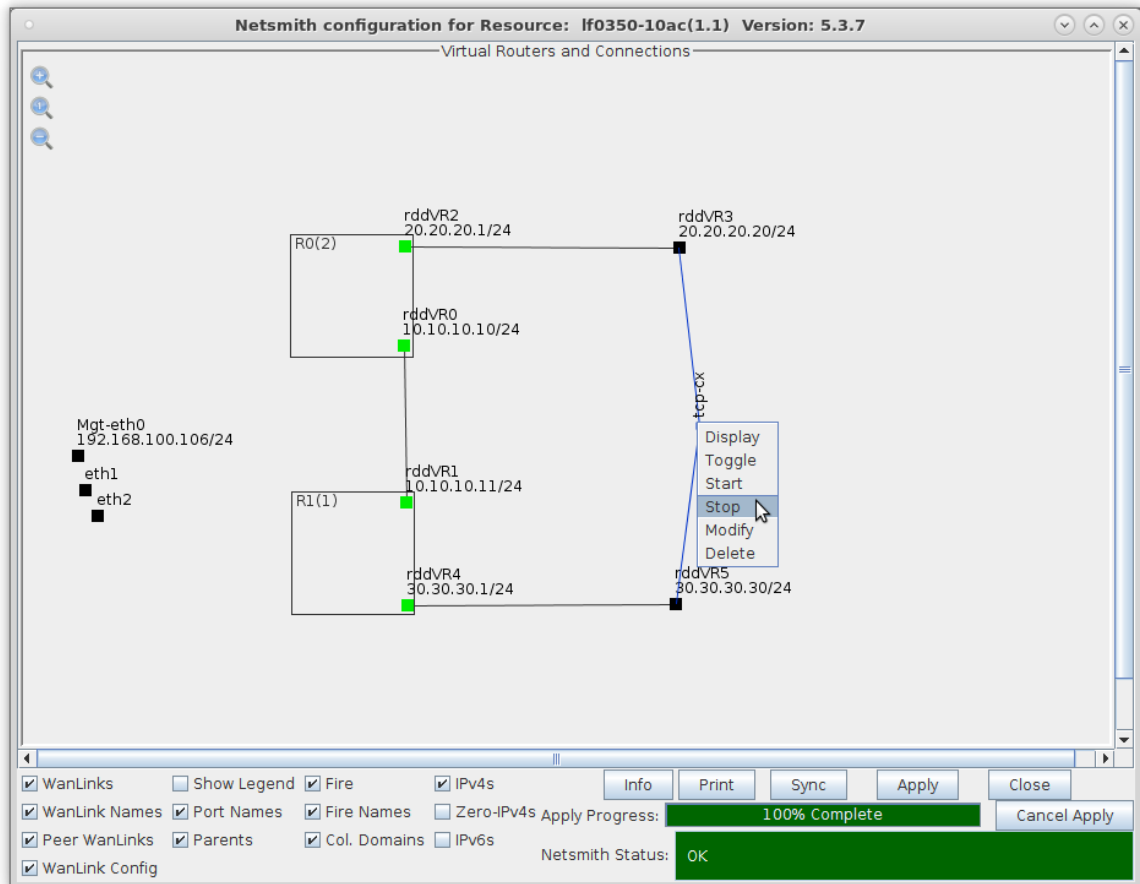 Netsmith configuration for Resource:  lf0350-10ac(1.1)  Version: 5.3.7
Virtual Routers and Connections
rddVR2
20.20.20.1/24
rddVR3
20.20.20.20/24
R0(2)
rddVR0
10.10.10.10/24
tcp-cx
Mgt-eth0
192.168.100.106/24
eth1
eth2
Display
Toggle
Start
Stop
Modify
Delete
rddVR1
10.10.10.11/24
R1(1)
rddVR4
30.30.30.1/24
rddVR5
30.30.30.30/24
WanLinks Show Legend Fire IPv4s Info Print Sync Apply Close
WanLink Names Port Names Fire Names Zero-IPv4s Apply Progress: 100% Complete Cancel Apply
Peer WanLinks Parents Col. Domains IPv6s Netsmith Status: OK
WanLink Config